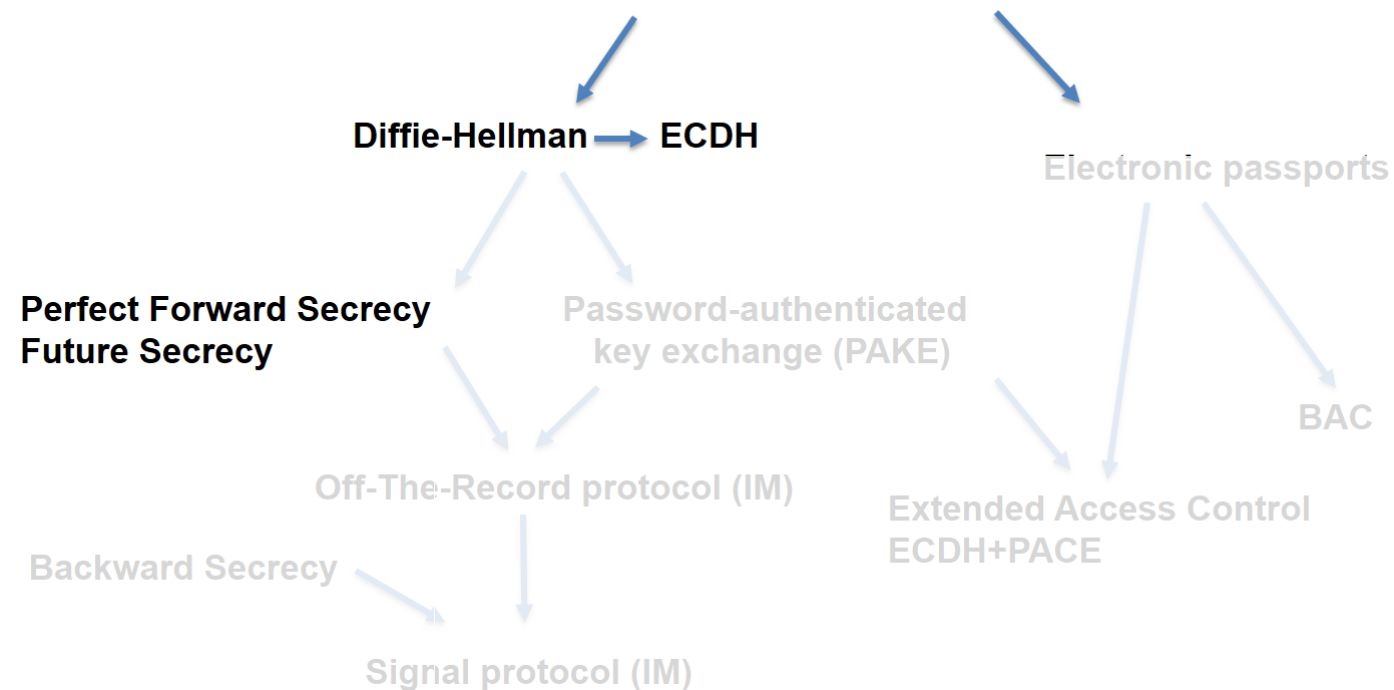 Diffie-Hellman
ECDH
Electronic passports
Perfect Forward Secrecy
Future Secrecy
Password-authenticated
key exchange (PAKE)
BAC
Off-The-Record protocol (IM)
Extended Access Control
ECDH+PACE
Backward Secrecy
Signal protocol (IM)